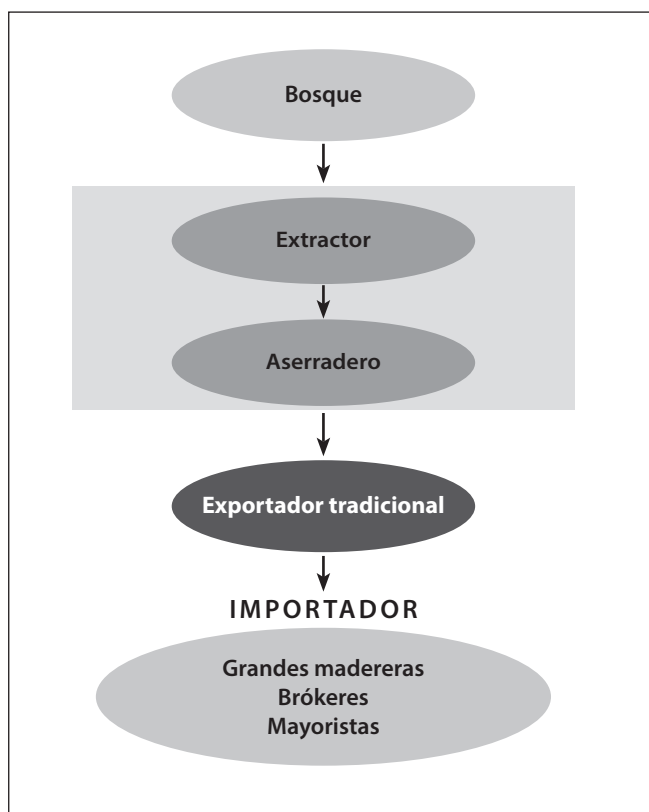 Bosque
Extractor
Aserradero
Exportador tradicional
IMPORTADOR
Grandes madereras
Brókeres
Mayoristas